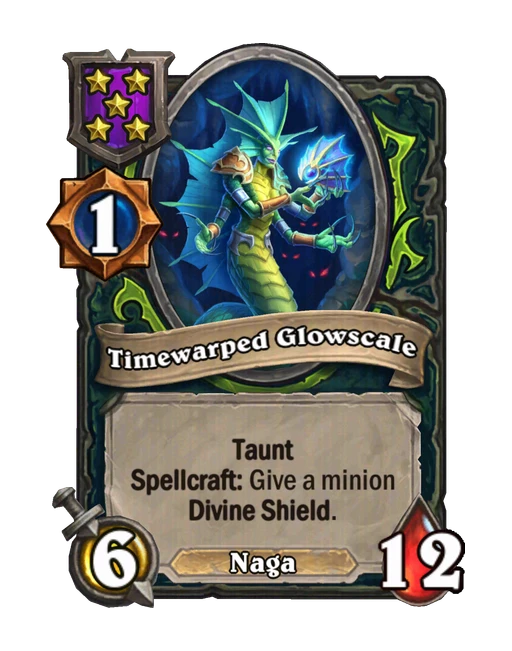 1
Timewarped Glowscale
Taunt
Spellcraft: Give a minion
Divine Shield.
6
Naga
12